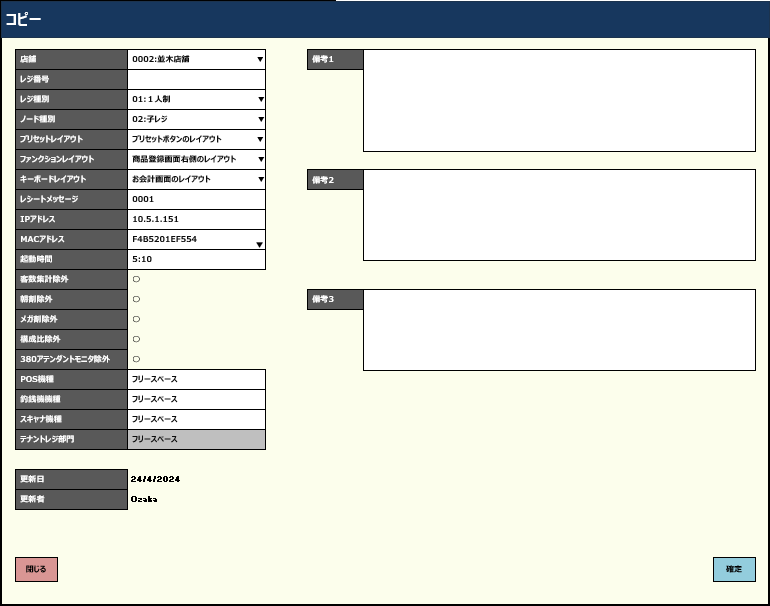 コピー
店舗 0002:並木店舗 ▼
レジ番号
レジ種別 01:１人制 ▼
ノード種別 02:子レジ ▼
プリセットレイアウト プリセットボタンのレイアウト ▼
ファンクションレイアウト 商品登録画面右側のレイアウト ▼
キーボードレイアウト お会計画面のレイアウト ▼
レシートメッセージ 0001
IPアドレス 10.5.1.151
MACアドレス F4B5201EF554 ▼
起動時間 5:10
客数集計除外 〇
締割除外 〇
メガ割除外 〇
構成比除外 〇
380アテンダントモニタ除外 〇
POS機種 フリースペース
釣銭機機種 フリースペース
スキャナ機種 フリースペース
テナントレジ部門 フリースペース
更新日 24/4/2024
更新者 Ozaka
備考1
備考2
備考3
閉じる
確定